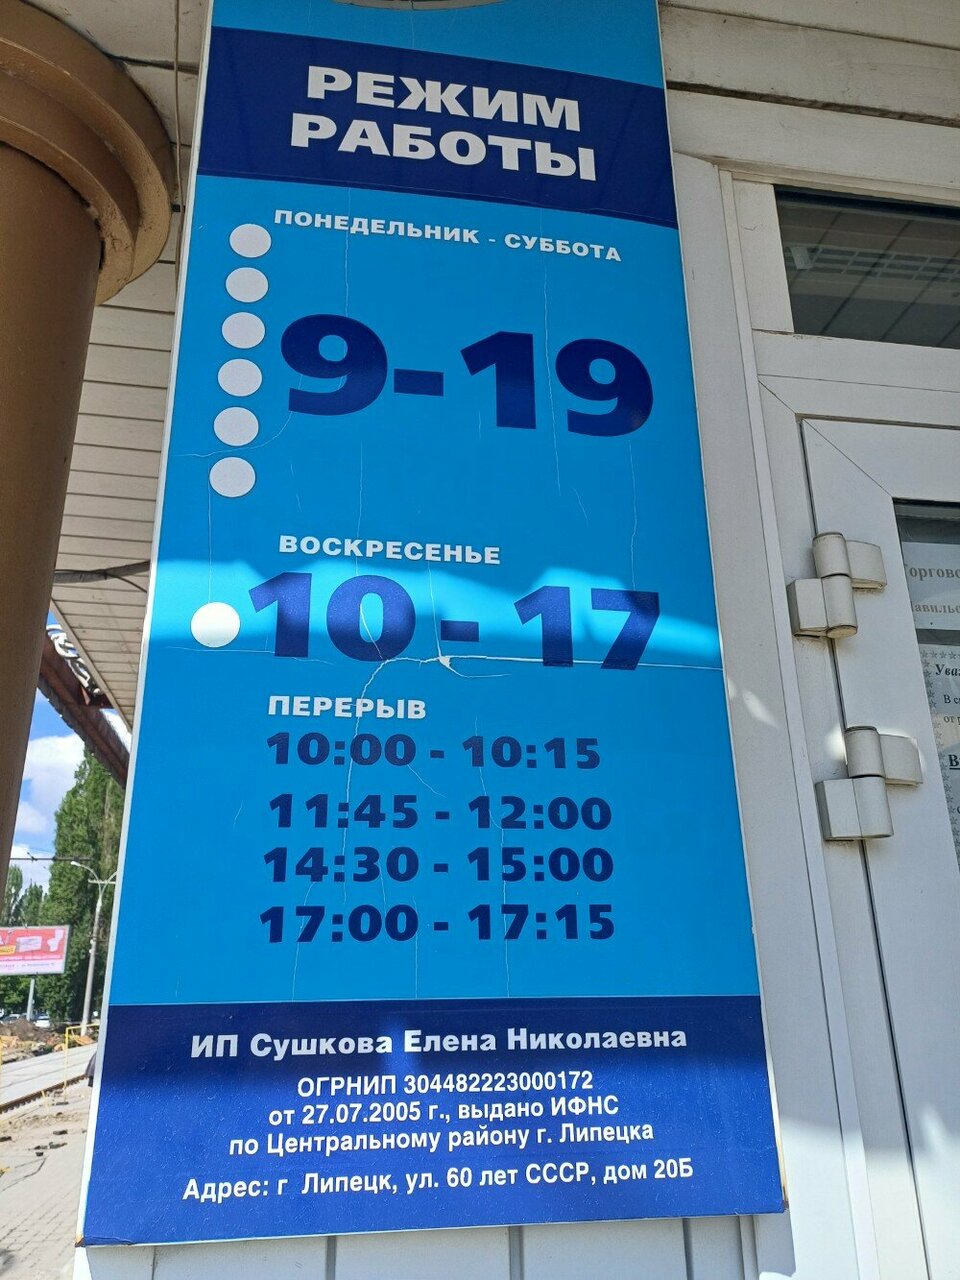 РЕЖИМ
РАБОТЫ
ПОНЕДЕЛЬНИК - СУББОТА
9-19
ВОСКРЕСЕНЬЕ
10 - 17
ПЕРЕРЫВ
10:00 - 10:15
11:45 - 12:00
14:30 - 15:00
17:00 - 17:15
ИП Сушкова Елена Николаевна
ОГРНИП 304482223000172
от 27.07.2005 г., выдано ИФНС
по Центральному району г. Липецка
Адрес: г Липецк, ул. 60 лет СССР, дом 20Б